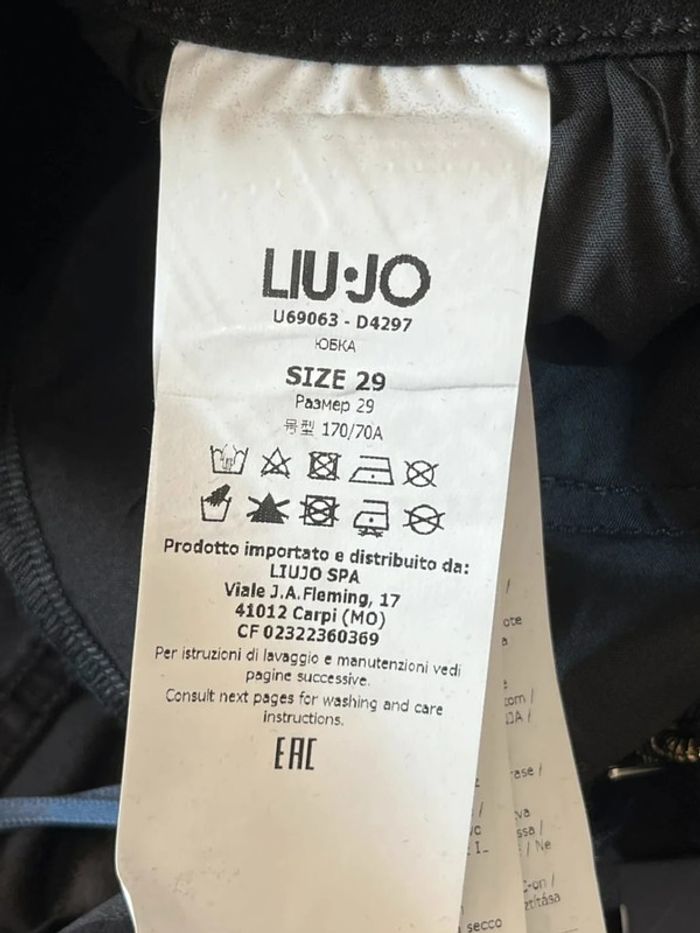 LIU·JO
U69063 - D4297
ЮБКА
SIZE 29
Размер 29
号型 170/70A
Prodotto importato e distribuito da:
LIUJO SPA
Viale J.A.Fleming, 17
41012 Carpi (MO)
CF 02322360369
Per istruzioni di lavaggio e manutenzioni vedi
pagine successive.
Consult next pages for washing and care
instructions.
EAC
/ Ne
secco